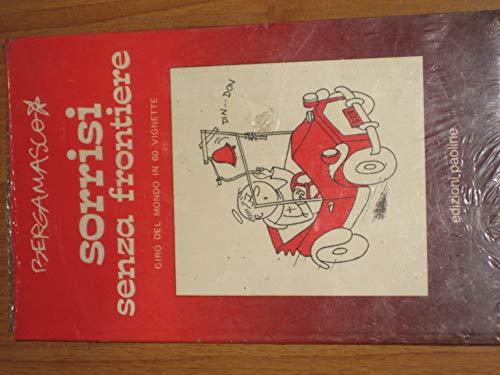 BERGAMASCO
sorrisi
senza frontiere
GIRO DEL MONDO IN 60 VIGNETTE
DIN... DON
edizioni paoline